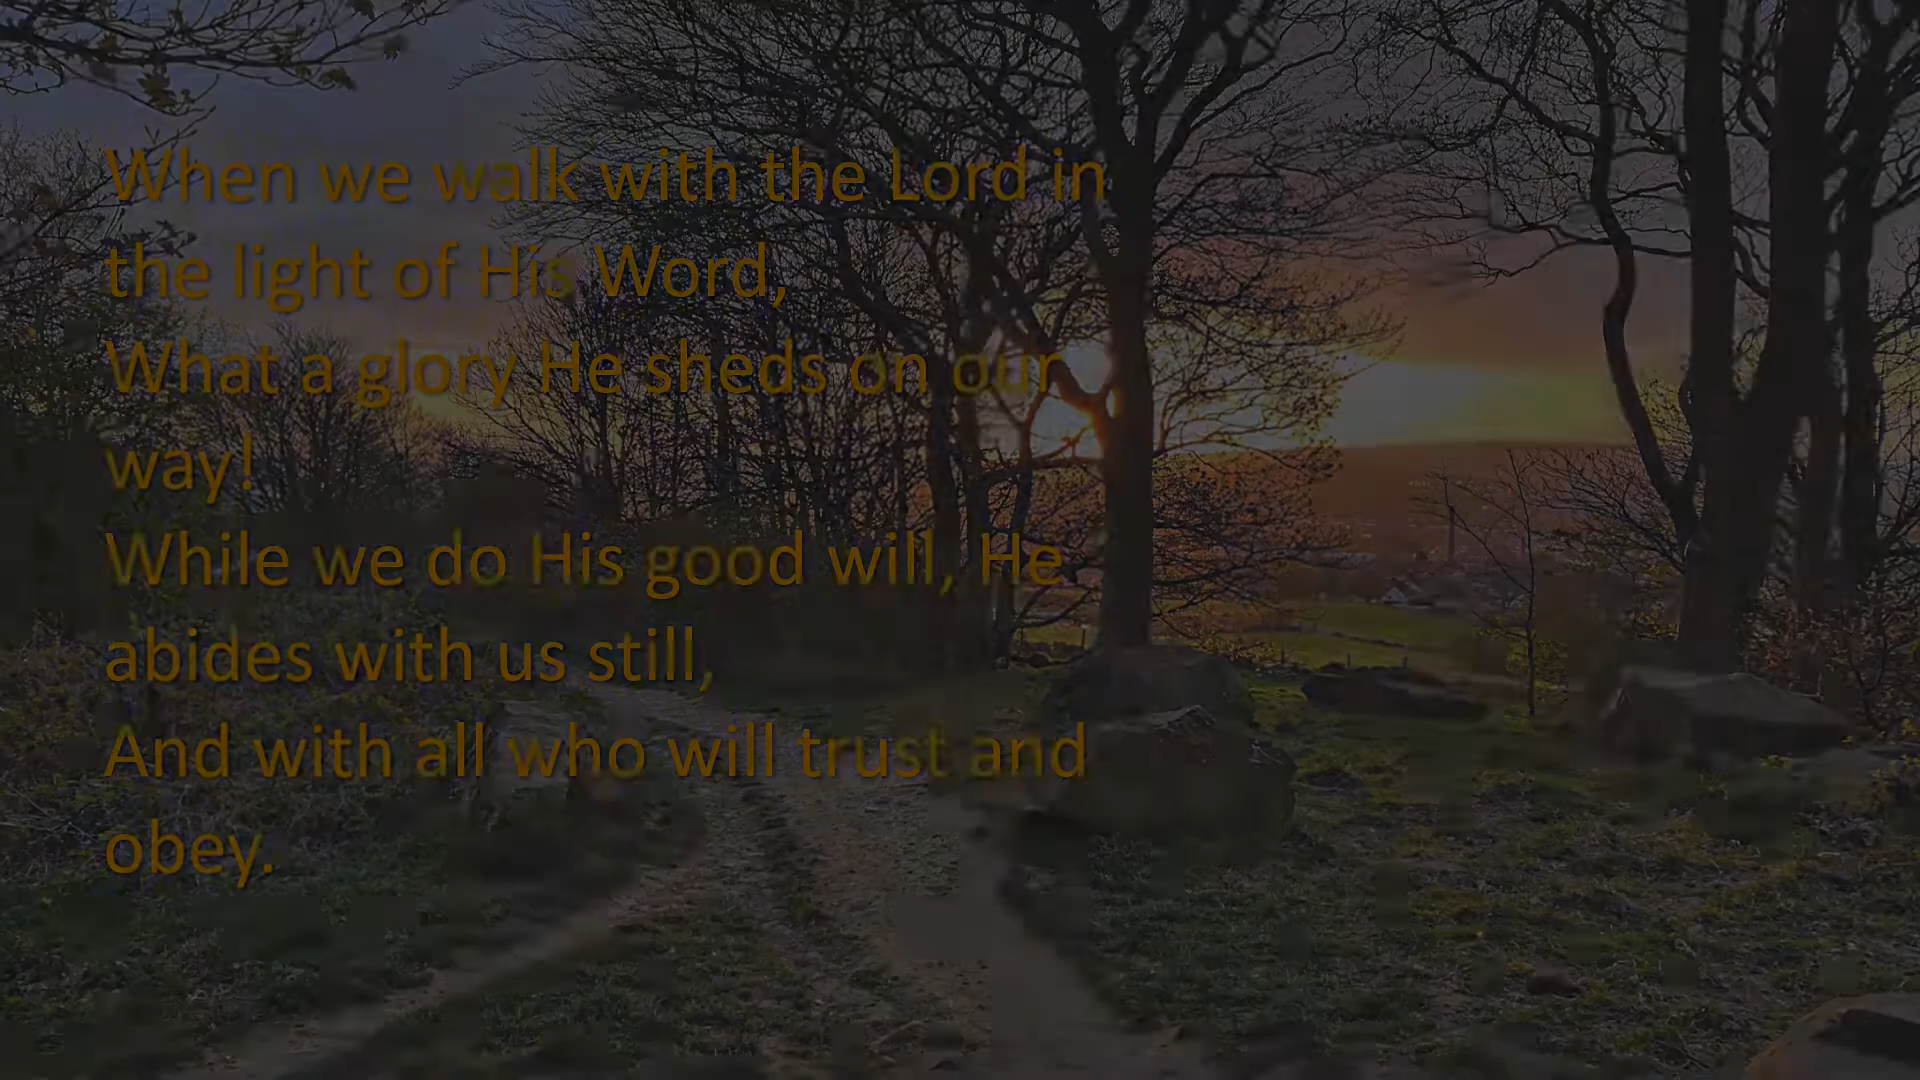 When we walk with the Lord in
the light of His Word,
What a glory He sheds on our
way!
While we do His good will, He
abides with us still,
And with all who will trust and
obey.